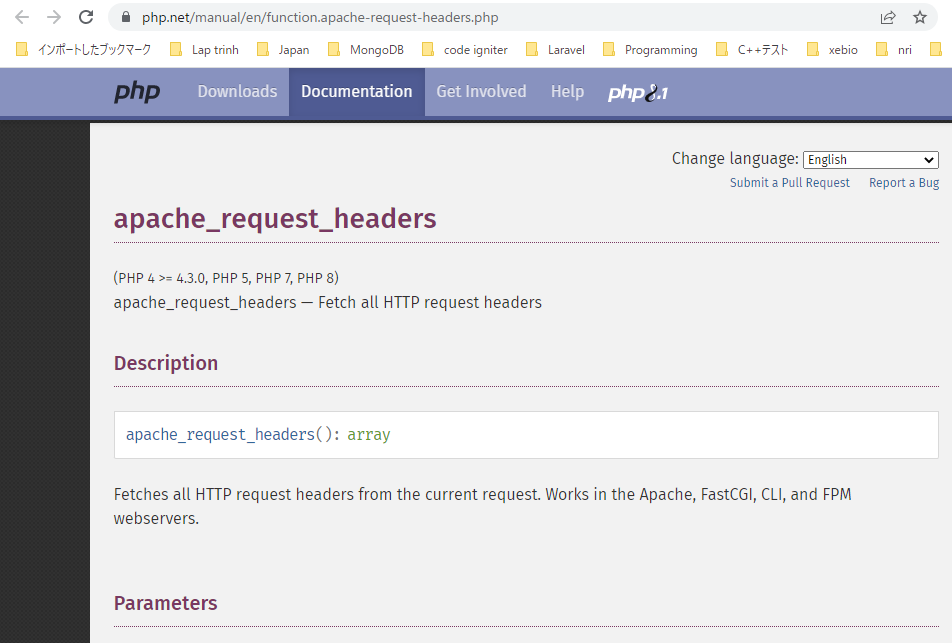 php.net/manual/en/function.apache-request-headers.php
インポートしたブックマーク Lap trinh Japan MongoDB code igniter Laravel Programming C++テスト xebio nri
php Downloads Documentation Get Involved Help php8.1
Change language: English
Submit a Pull Request Report a Bug
apache_request_headers
(PHP 4 >= 4.3.0, PHP 5, PHP 7, PHP 8)
apache_request_headers — Fetch all HTTP request headers
Description
apache_request_headers(): array
Fetches all HTTP request headers from the current request. Works in the Apache, FastCGI, CLI, and FPM
webservers.
Parameters